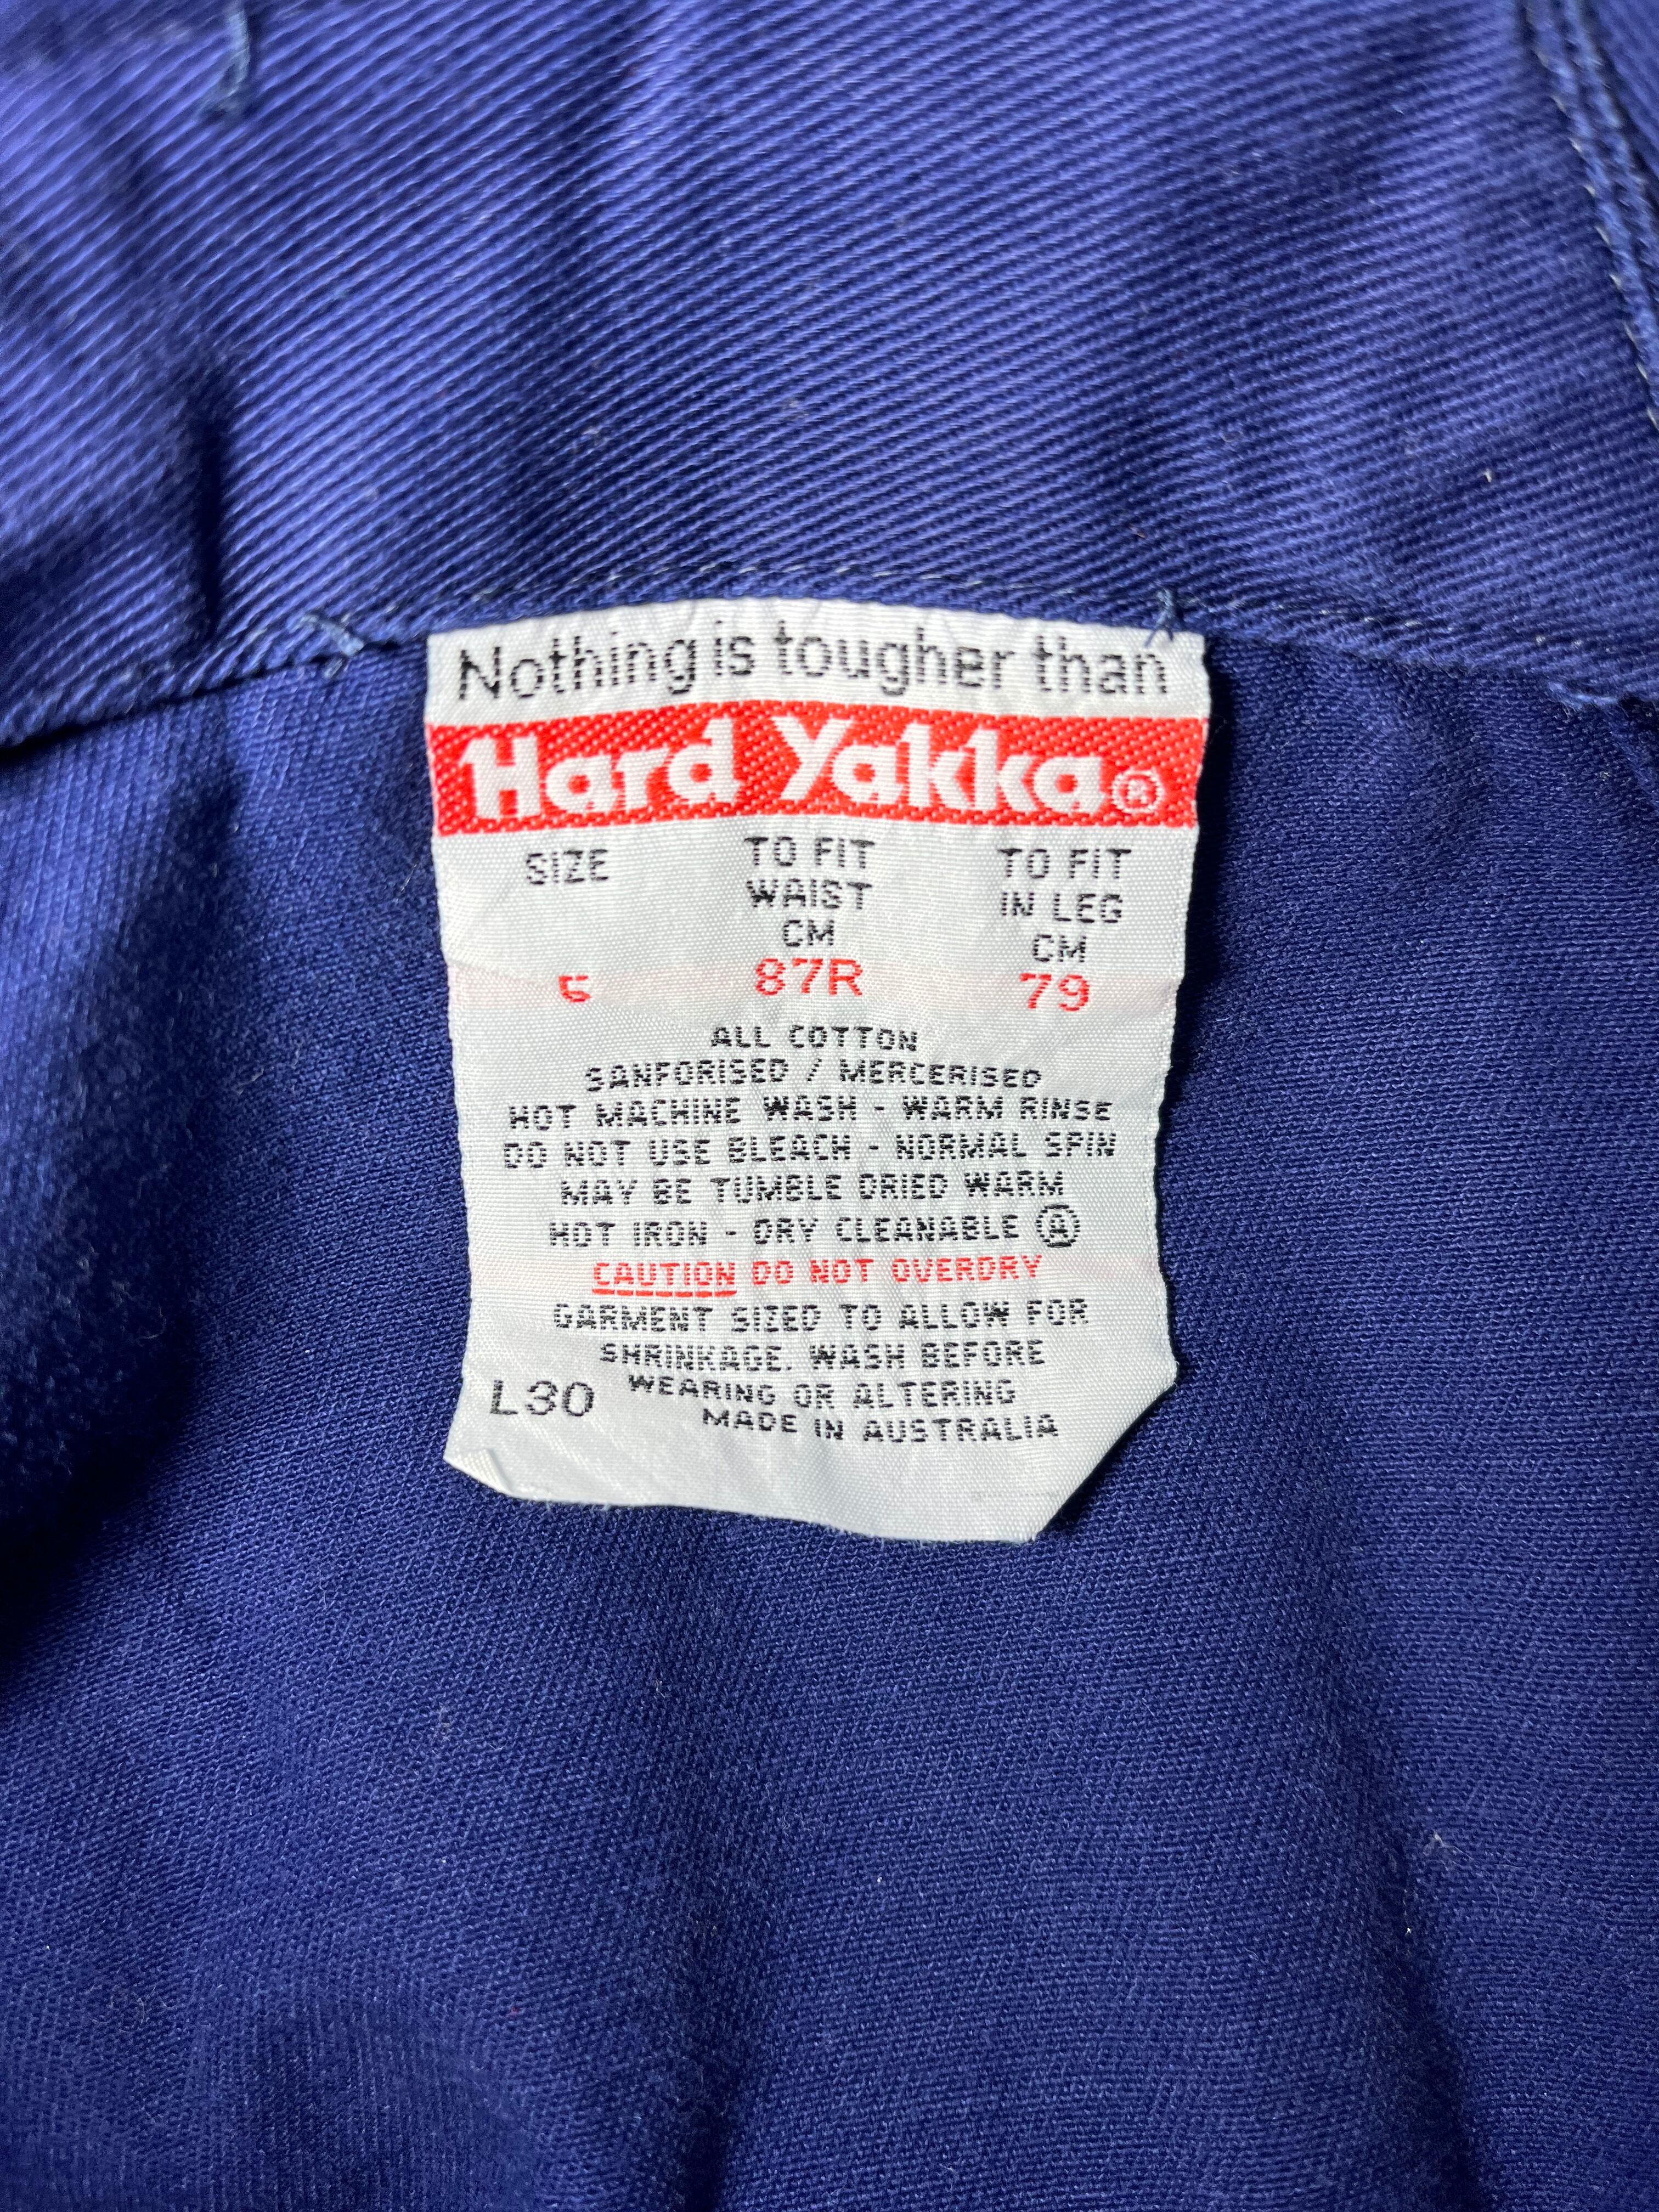 Nothing is tougher than
Hard Yakka®
SIZE TO FIT WAIST CM TO FIT IN LEG CM
5 87R 79
ALL COTTON
SANFORISED / MERCERISED
HOT MACHINE WASH - WARM RINSE
DO NOT USE BLEACH - NORMAL SPIN
MAY BE TUMBLE DRIED WARM
HOT IRON - DRY CLEANABLE Ⓐ
CAUTION DO NOT OVERDRY
GARMENT SIZED TO ALLOW FOR
SHRINKAGE. WASH BEFORE
WEARING OR ALTERING
L30 MADE IN AUSTRALIA